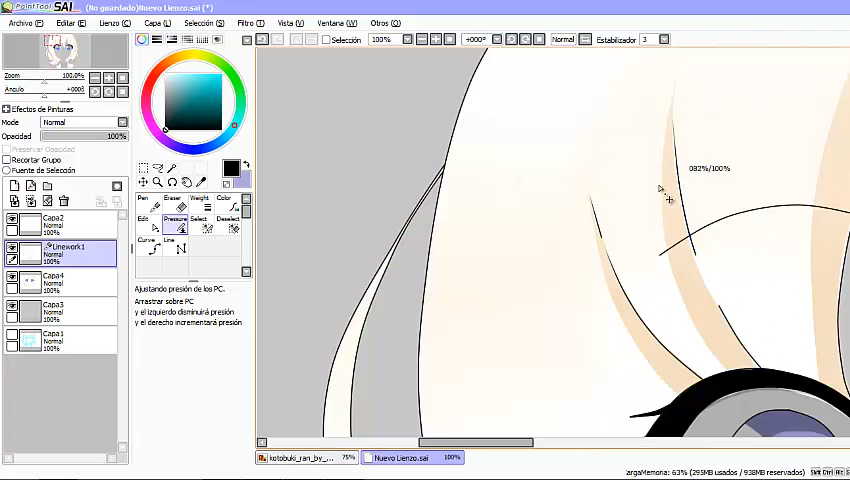 PaintTool SAI (No guardado)Nuevo Lienzo.sai (*)
Archivo (F) Editar (E) Lienzo (C) Capa (L) Selección (S) Filtro (T) Vista (V) Ventana (W) Otros (O)
Selección 100% +000° Normal Estabilizador 3
Zoom 100.0%
Ángulo +000°
Efectos de Pinturas
Mode Normal
Opacidad 100%
Preservar Opacidad
Recortar Grupo
Fuente de Selección
Capa2
Normal
100%
Linework1
Normal
100%
Capa4
Normal
100%
Capa3
Normal
100%
Capa1
Normal
100%
Pen Eraser Weight Color
Edit Pressure Select Deselect
Curve Line
Ajustando presión de los PC.
Arrastrar sobre PC
y el izquierdo disminuirá presión
y el derecho incrementará presión
082%/100%
kotobuki_ran_by_... 75% Nuevo Lienzo.sai 100%
argaMemoria: 63% (295MB usados / 938MB reservados) Shift Ctrl Alt